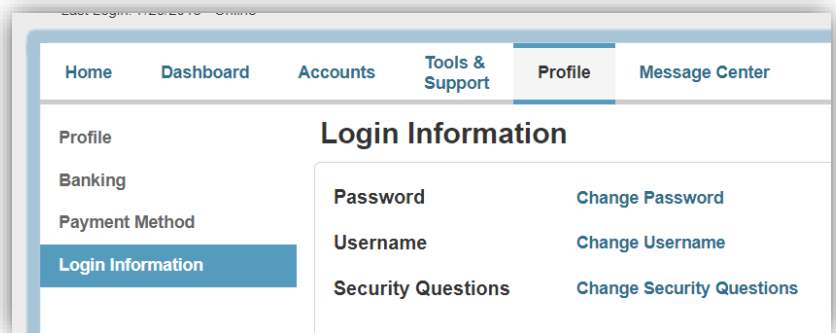 Home Dashboard Accounts Tools & Support Profile Message Center
Profile
Banking
Payment Method
Login Information
Login Information
Password Change Password
Username Change Username
Security Questions Change Security Questions